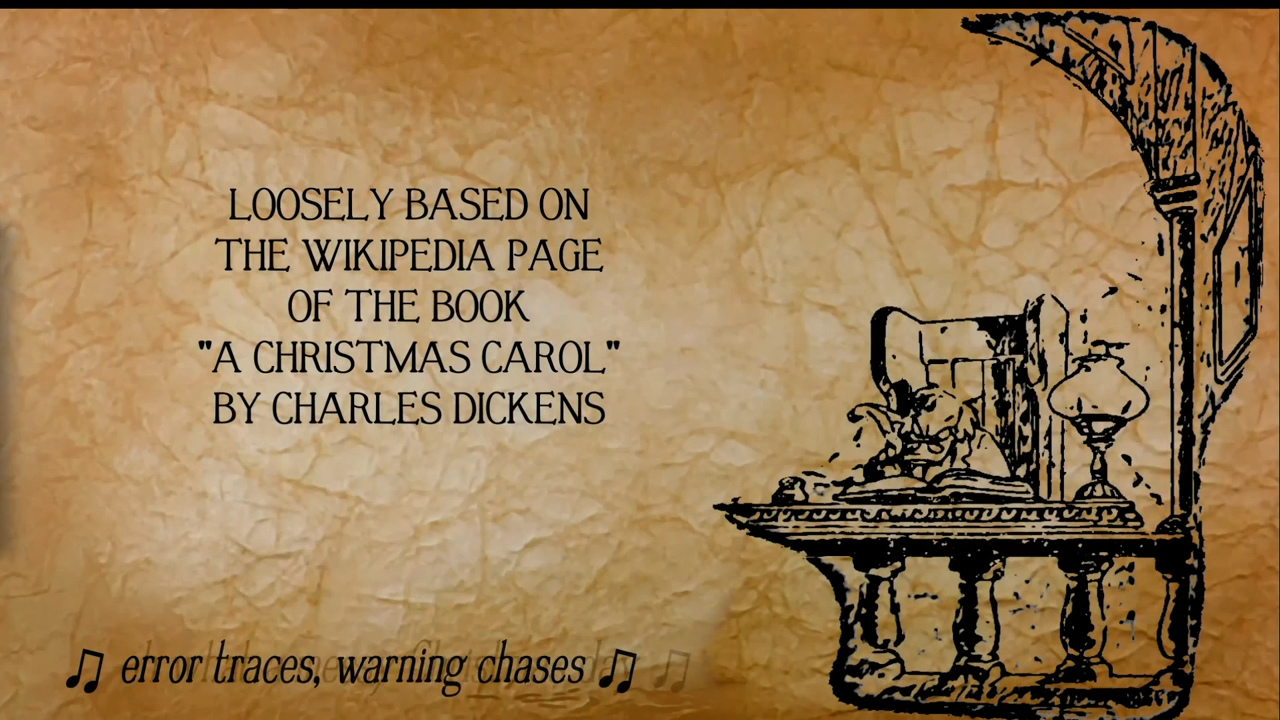 LOOSELY BASED ON
THE WIKIPEDIA PAGE
OF THE BOOK
"A CHRISTMAS CAROL"
BY CHARLES DICKENS
♫ error traces, warning chases ♫